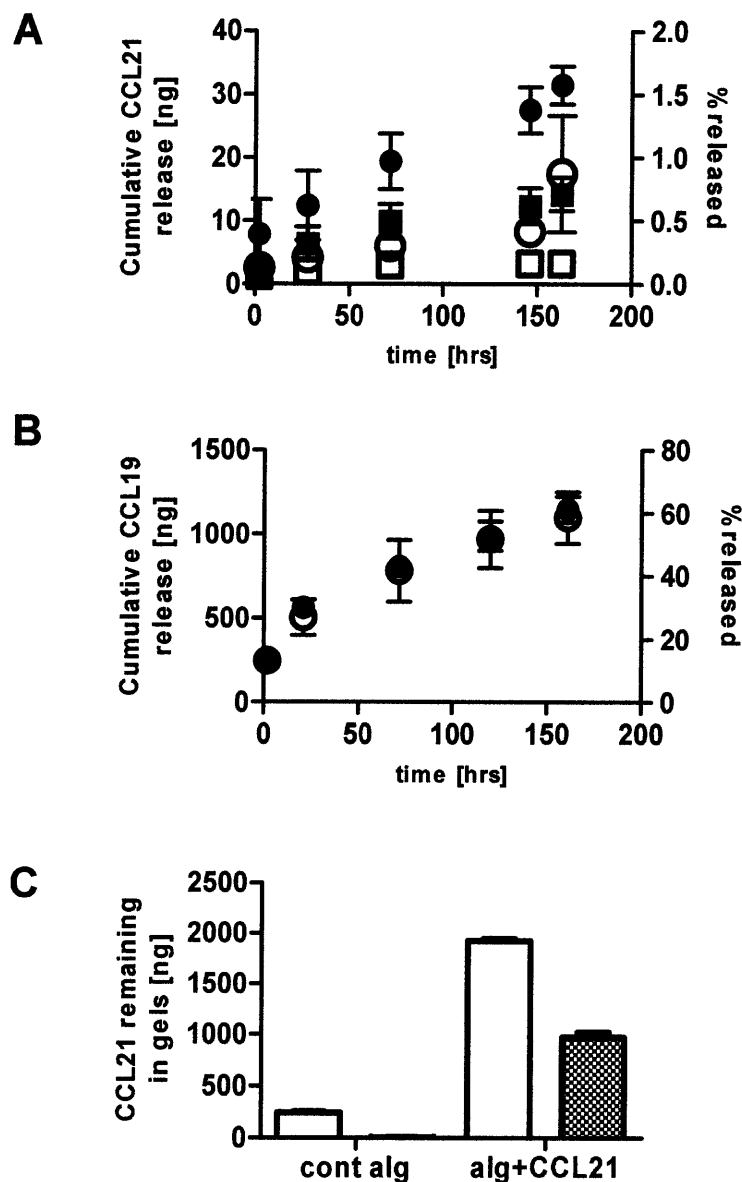 A
Cumulative CCL21
release [ng]
40
30
20
10
0
2.0
1.5
1.0
0.5
0.0
% released
0 50 100 150 200
time [hrs]
B
Cumulative CCL19
release [ng]
1500
1000
500
0
80
60
40
20
0
% released
0 50 100 150 200
time [hrs]
C
CCL21 remaining
in gels [ng]
2500
2000
1500
1000
500
0
cont alg alg+CCL21